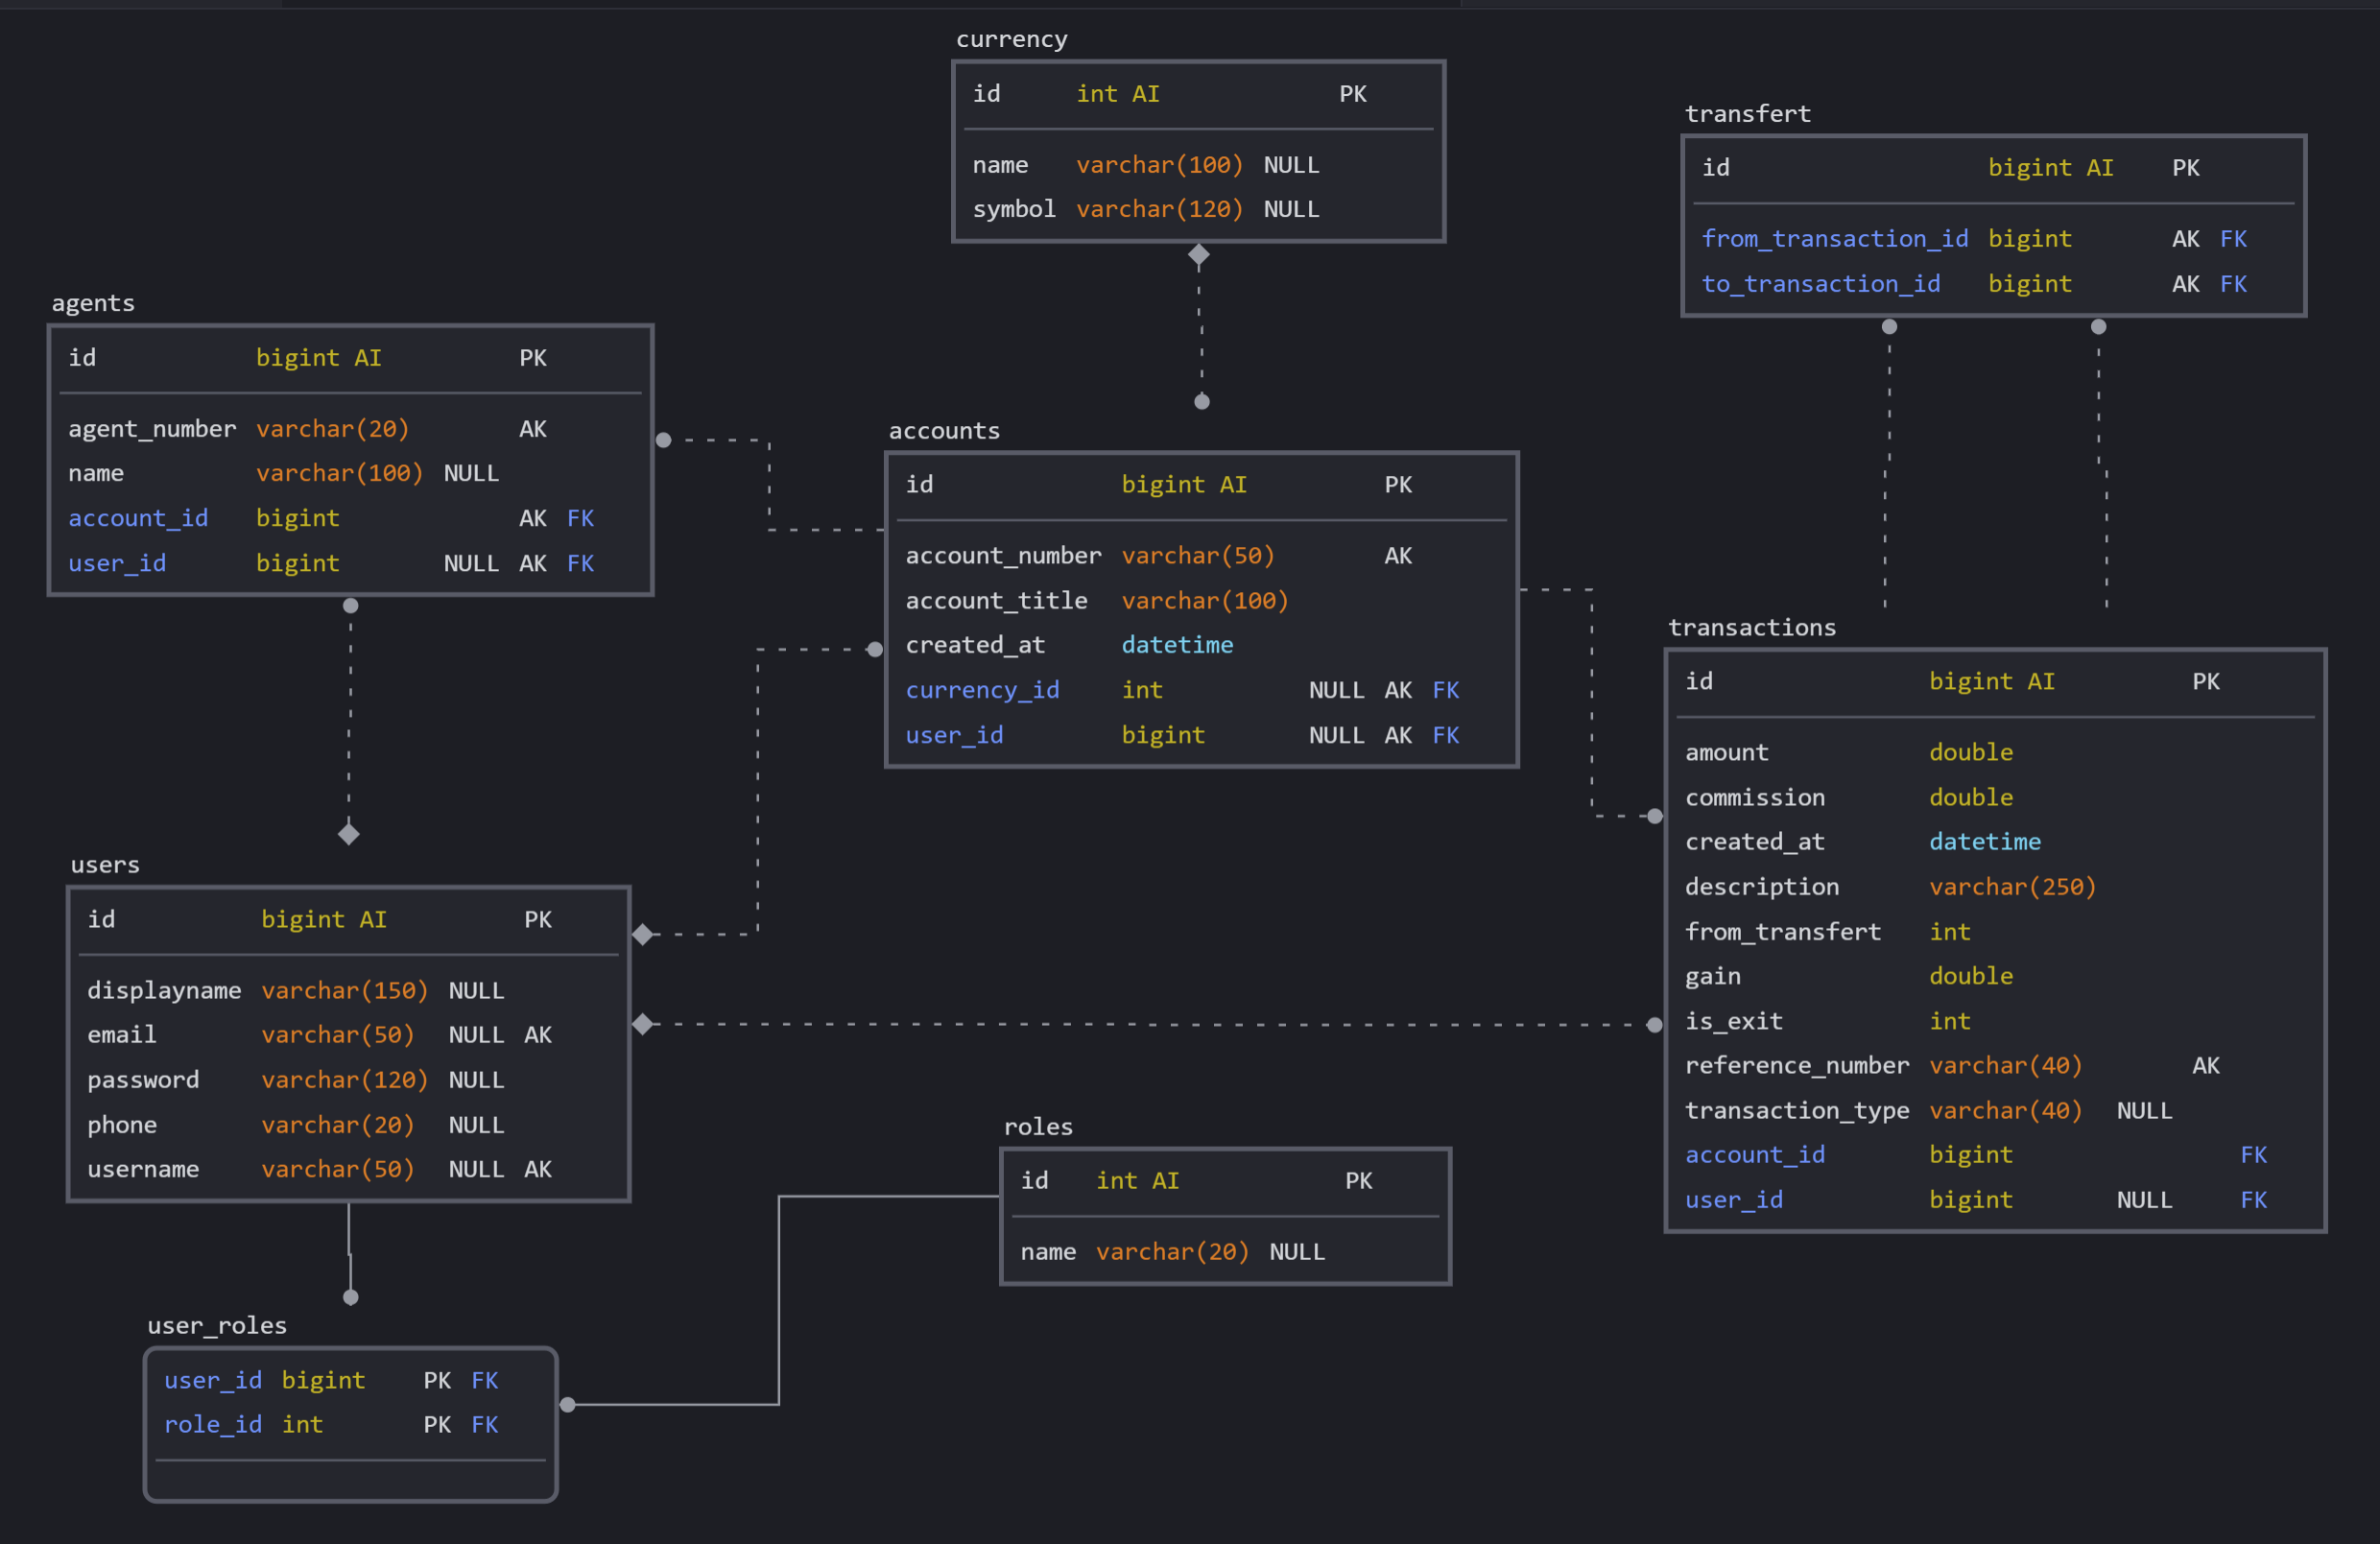 currency
id int AI PK
name varchar(100) NULL
symbol varchar(120) NULL
transfert
id bigint AI PK
from_transaction_id bigint AK FK
to_transaction_id bigint AK FK
agents
id bigint AI PK
agent_number varchar(20) AK
name varchar(100) NULL
account_id bigint AK FK
user_id bigint NULL AK FK
accounts
id bigint AI PK
account_number varchar(50) AK
account_title varchar(100)
created_at datetime
currency_id int NULL AK FK
user_id bigint NULL AK FK
transactions
id bigint AI PK
amount double
commission double
created_at datetime
description varchar(250)
from_transfert int
gain double
is_exit int
reference_number varchar(40) AK
transaction_type varchar(40) NULL
account_id bigint FK
user_id bigint NULL FK
users
id bigint AI PK
displayname varchar(150) NULL
email varchar(50) NULL AK
password varchar(120) NULL
phone varchar(20) NULL
username varchar(50) NULL AK
roles
id int AI PK
name varchar(20) NULL
user_roles
user_id bigint PK FK
role_id int PK FK